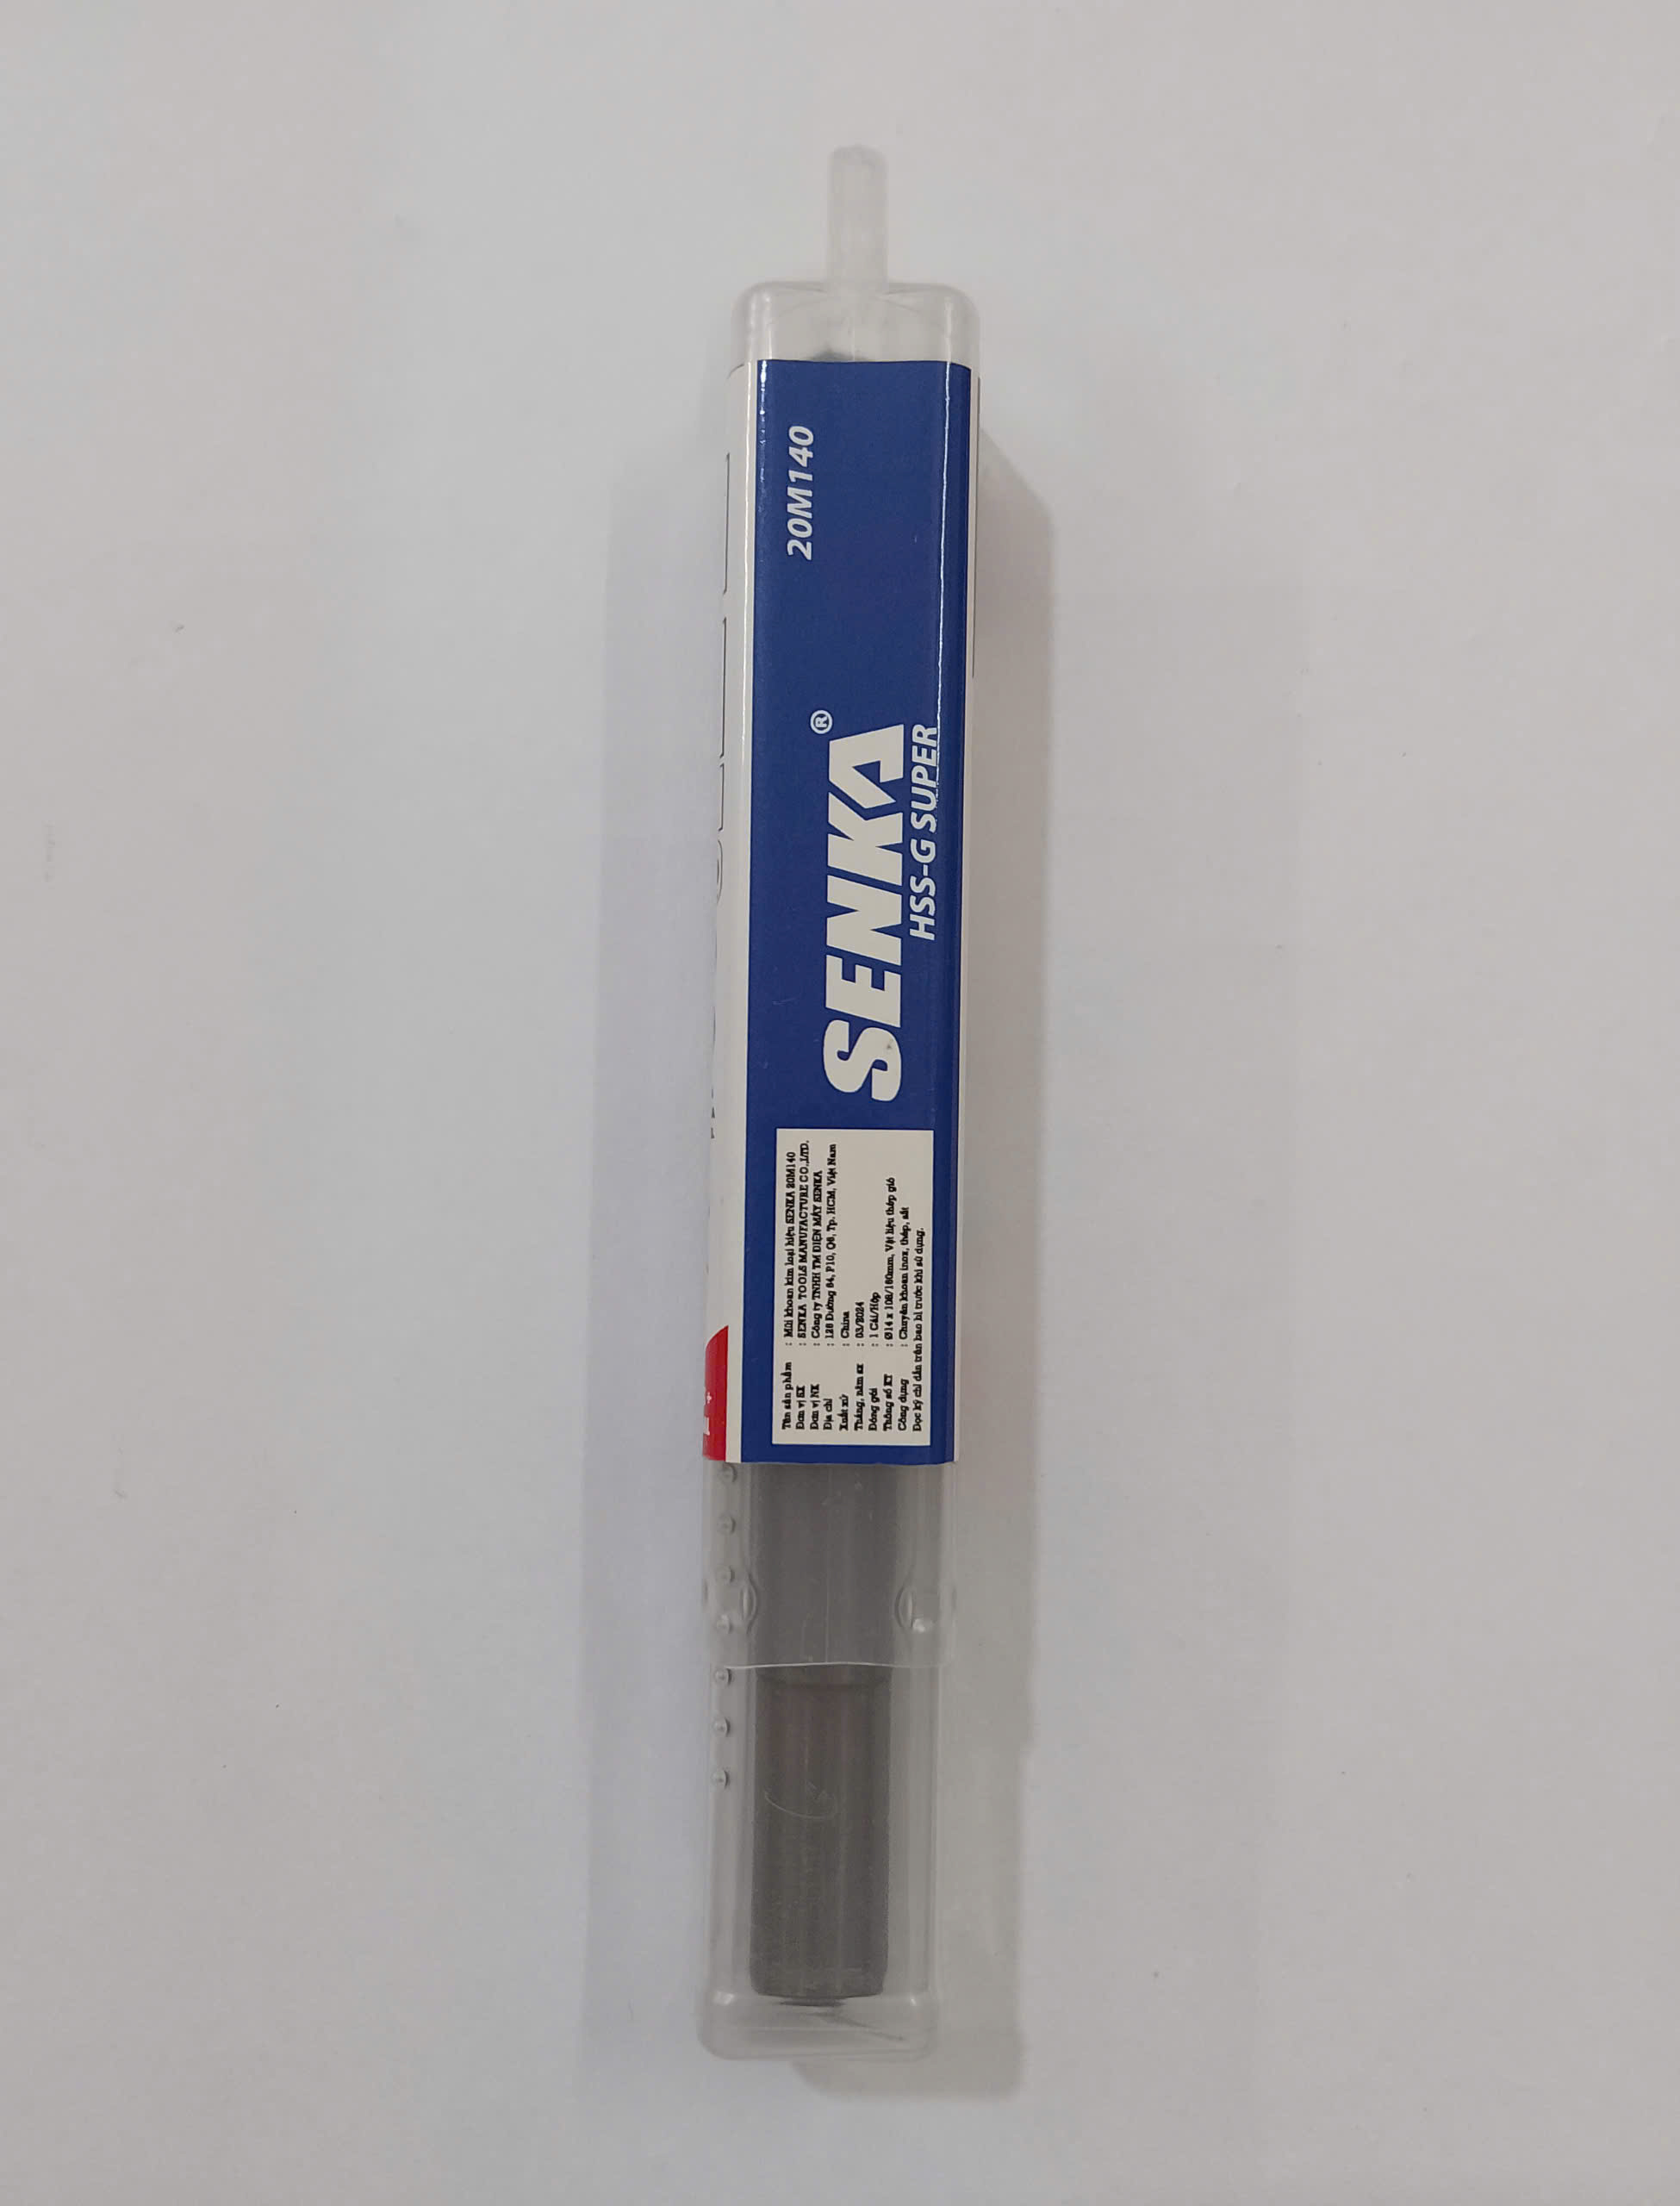 20M140
SENKA®
HSS-G SUPER
Tên sản phẩm : Mũi khoan kim loại hiệu SENKA 20M140
Đơn vị SX : SENKA TOOLS MANUFACTURE CO.,LTD.
Đơn vị NK : Công ty TNHH TM ĐIỆN MÁY SENKA
Địa chỉ : 128 Đường 64, P10, Q6, Tp. HCM, Việt Nam
Xuất xứ : China
Tháng, năm sx : 03/2024
Đóng gói : 1 Cái/Hộp
Thông số KT : Ø14 x 108/160mm, Vật liệu thép gió
Công dụng : Chuyên khoan inox, thép, sắt
Đọc kỹ chỉ dẫn trên bao bì trước khi sử dụng.